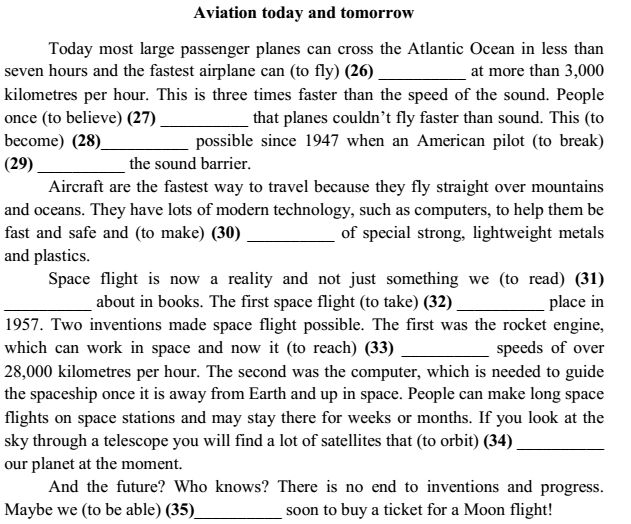 Aviation today and tomorrow
Today most large passenger planes can cross the Atlantic Ocean in less than
seven hours and the fastest airplane can (to fly) (26) __________ at more than 3,000
kilometres per hour. This is three times faster than the speed of the sound. People
once (to believe) (27) __________ that planes couldn't fly faster than sound. This (to
become) (28)__________ possible since 1947 when an American pilot (to break)
(29) __________ the sound barrier.
Aircraft are the fastest way to travel because they fly straight over mountains
and oceans. They have lots of modern technology, such as computers, to help them be
fast and safe and (to make) (30) __________ of special strong, lightweight metals
and plastics.
Space flight is now a reality and not just something we (to read) (31)
__________ about in books. The first space flight (to take) (32) __________ place in
1957. Two inventions made space flight possible. The first was the rocket engine,
which can work in space and now it (to reach) (33) __________ speeds of over
28,000 kilometres per hour. The second was the computer, which is needed to guide
the spaceship once it is away from Earth and up in space. People can make long space
flights on space stations and may stay there for weeks or months. If you look at the
sky through a telescope you will find a lot of satellites that (to orbit) (34) __________
our planet at the moment.
And the future? Who knows? There is no end to inventions and progress.
Maybe we (to be able) (35)__________ soon to buy a ticket for a Moon flight!